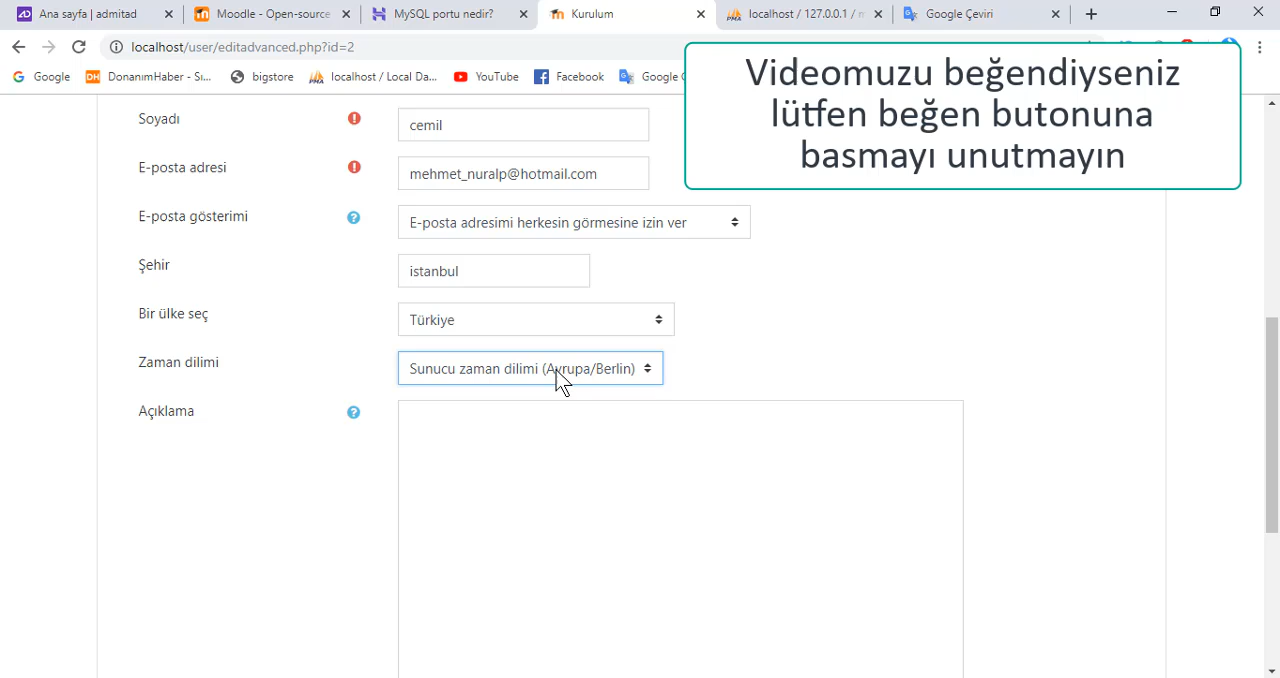 Ana sayfa | admitad
Moodle - Open-source
MySQL portu nedir?
Kurulum
localhost / 127.0.0.1 / m
Google Çeviri
localhost/user/editadvanced.php?id=2
Google
DonanımHaber - Si...
bigstore
localhost / Local Da...
YouTube
Facebook
Google
Videomuzu beğendiyseniz
lütfen beğen butonuna
basmayı unutmayın
Soyadı
cemil
E-posta adresi
mehmet_nuralp@hotmail.com
E-posta gösterimi
E-posta adresimi herkesin görmesine izin ver
Şehir
istanbul
Bir ülke seç
Türkiye
Zaman dilimi
Sunucu zaman dilimi (Avrupa/Berlin)
Açıklama